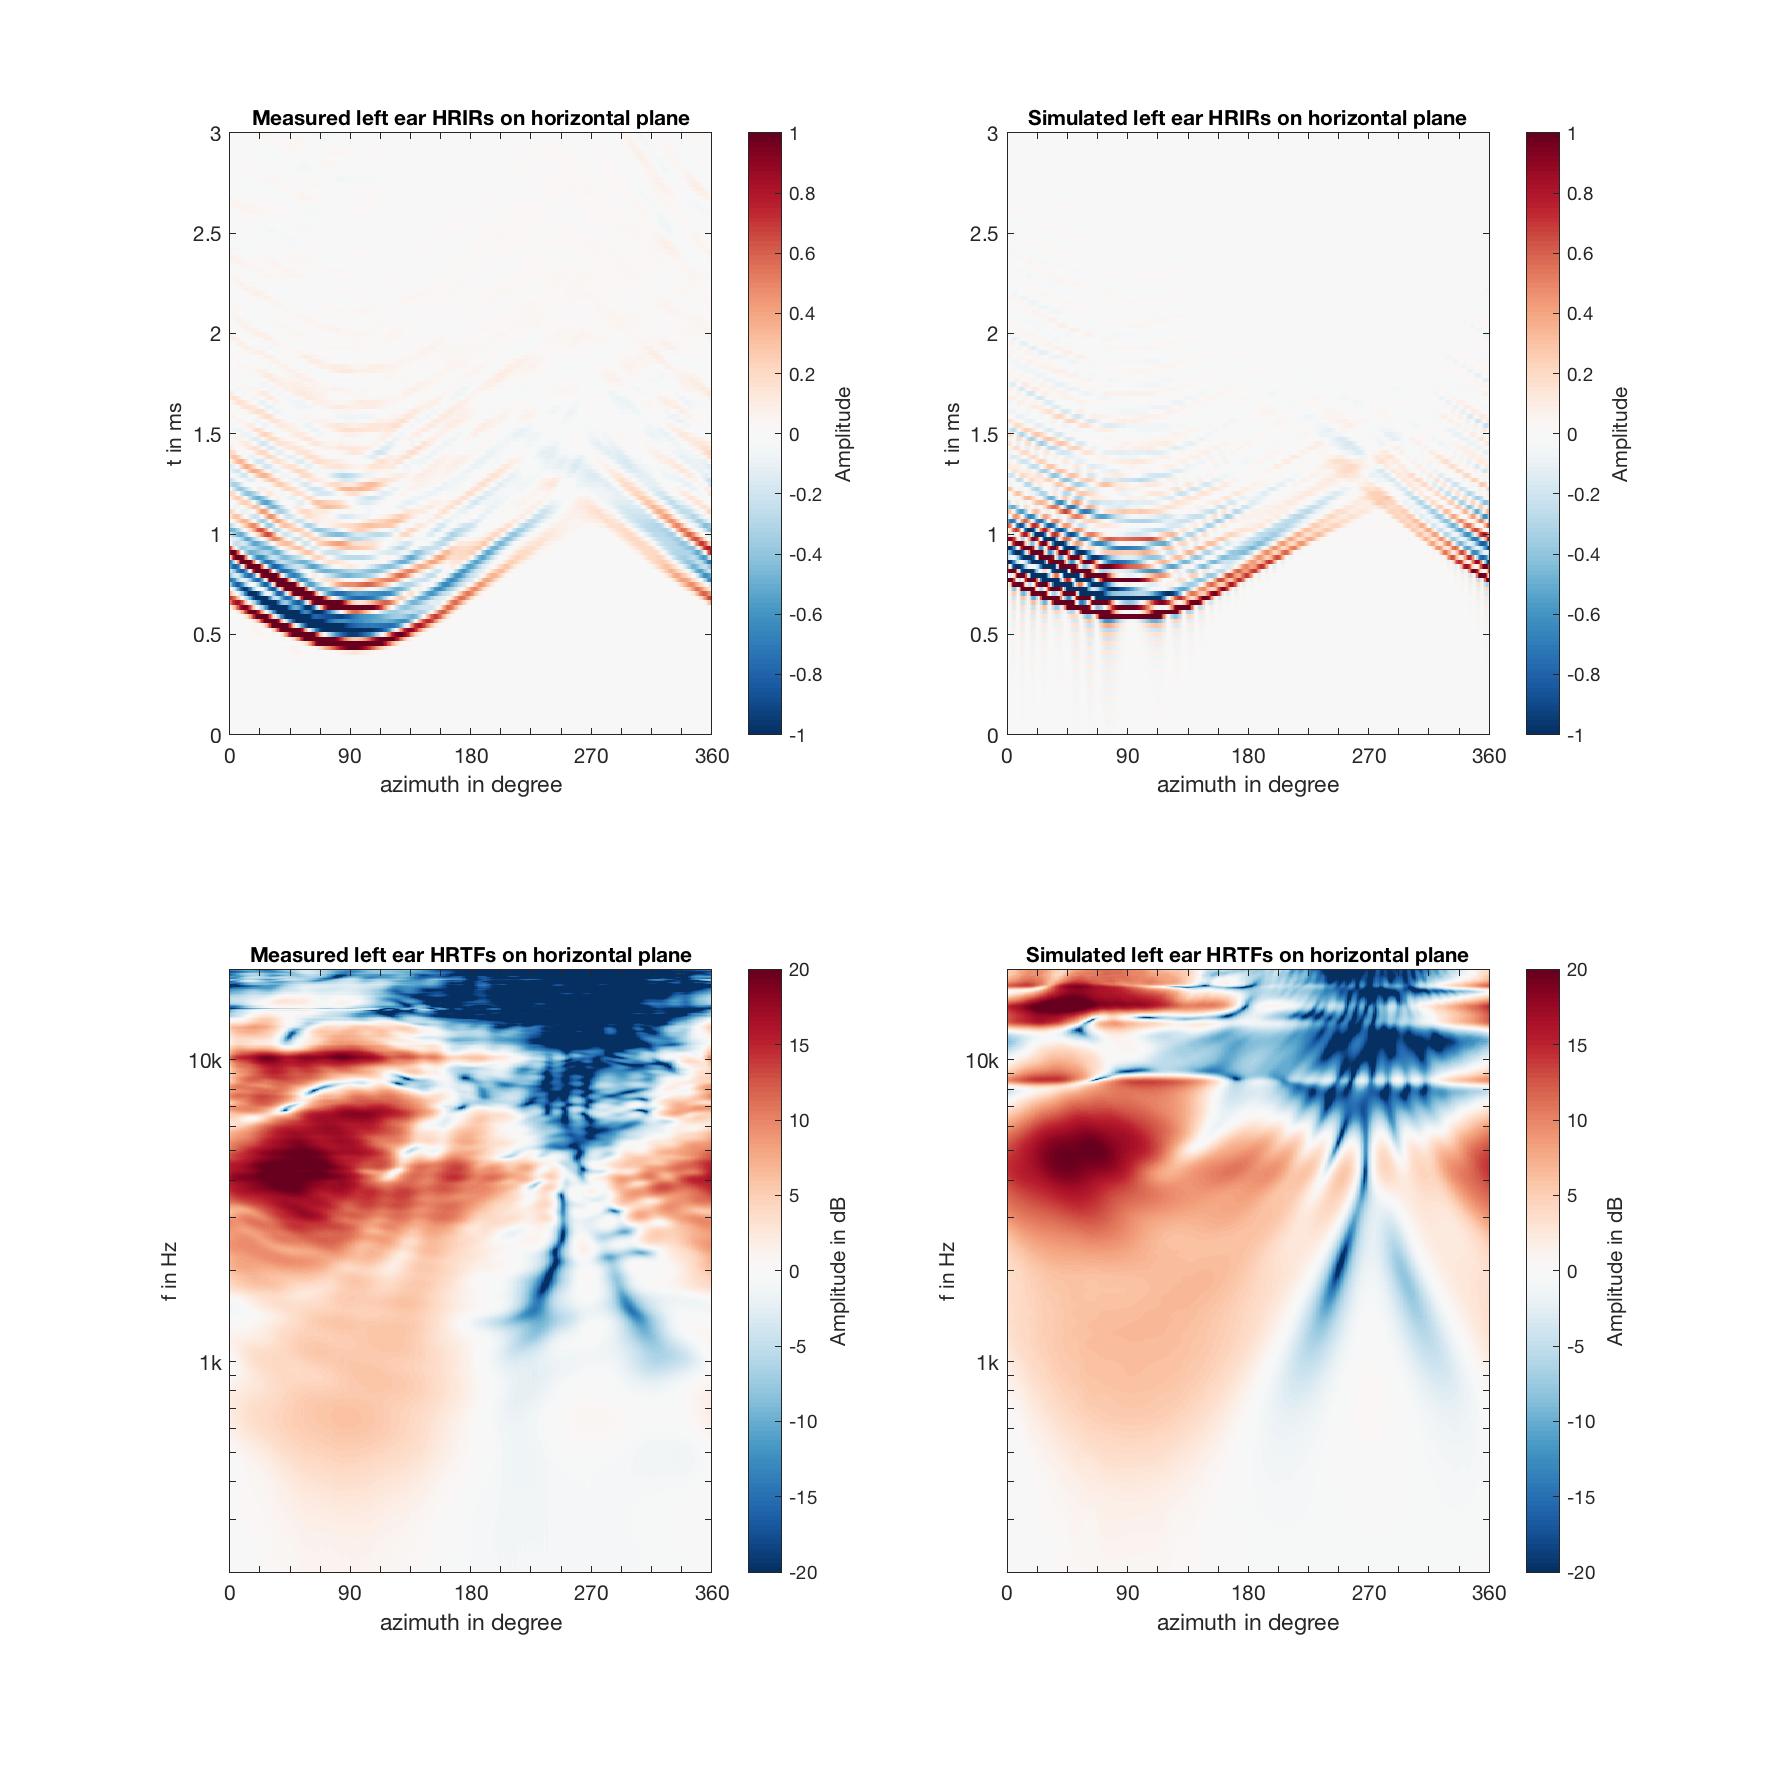 Measured left ear HRIRs on horizontal plane
3
2.5
2
1.5
1
0.5
0
t in ms
0 90 180 270 360
azimuth in degree
1
0.8
0.6
0.4
0.2
0
-0.2
-0.4
-0.6
-0.8
-1
Amplitude
Simulated left ear HRIRs on horizontal plane
3
2.5
2
1.5
1
0.5
0
t in ms
0 90 180 270 360
azimuth in degree
1
0.8
0.6
0.4
0.2
0
-0.2
-0.4
-0.6
-0.8
-1
Amplitude
Measured left ear HRTFs on horizontal plane
10k
1k
f in Hz
0 90 180 270 360
azimuth in degree
20
15
10
5
0
-5
-10
-15
-20
Amplitude in dB
Simulated left ear HRTFs on horizontal plane
10k
1k
f in Hz
0 90 180 270 360
azimuth in degree
20
15
10
5
0
-5
-10
-15
-20
Amplitude in dB